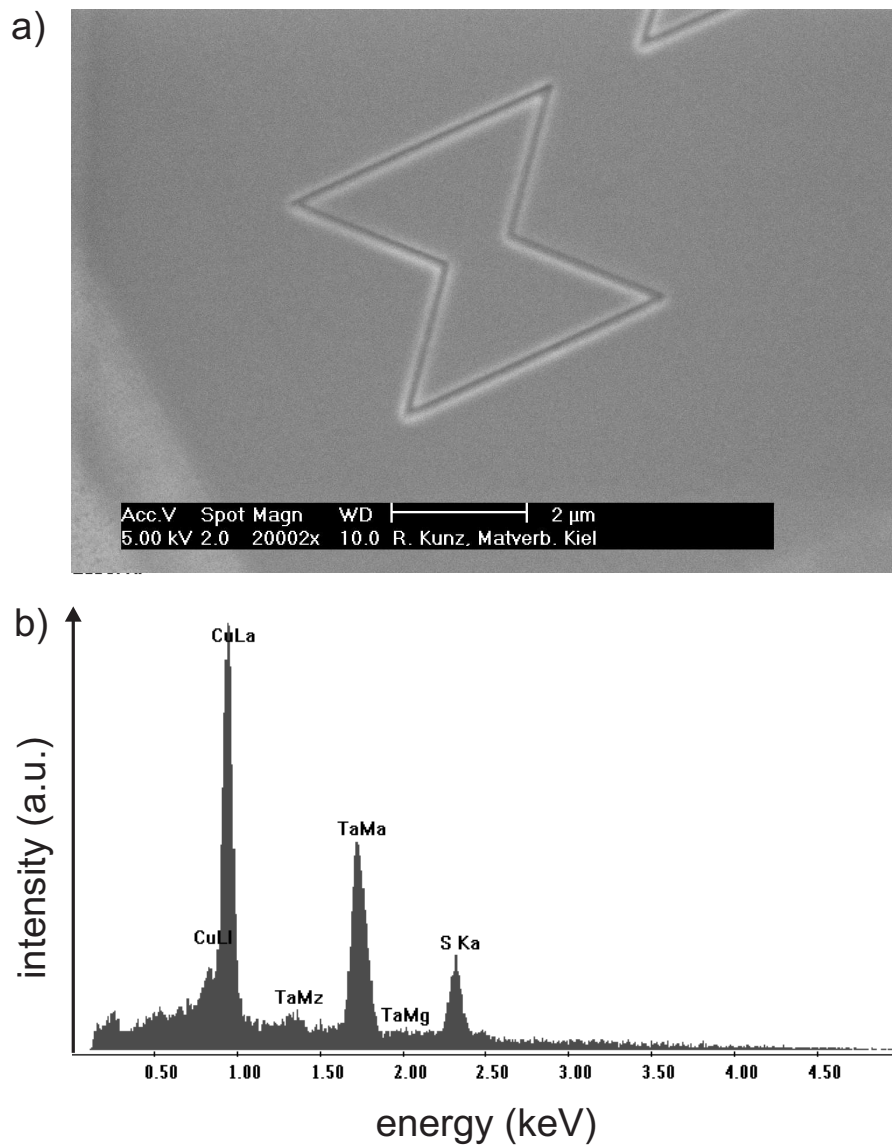 a)
Acc.V Spot Magn WD 2 µm
5.00 kV 2.0 20002x 10.0 R. Kunz, Matverb. Kiel
b)
CuLa
TaMa
CuLl
S Ka
TaMz
TaMg
intensity (a.u.)
0.50 1.00 1.50 2.00 2.50 3.00 3.50 4.00 4.50
energy (keV)